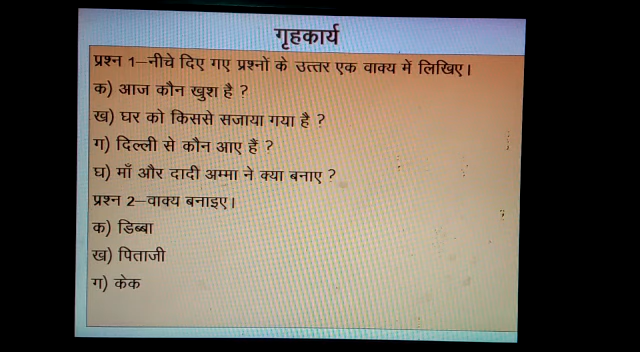 गृहकार्य
प्रश्न 1–नीचे दिए गए प्रश्नों के उत्तर एक वाक्य में लिखिए।
क) आज कौन खुश है ?
ख) घर को किससे सजाया गया है ?
ग) दिल्ली से कौन आए हैं ?
घ) माँ और दादी अम्मा ने क्या बनाए ?
प्रश्न 2–वाक्य बनाइए।
क) डिब्बा
ख) पिताजी
ग) केक